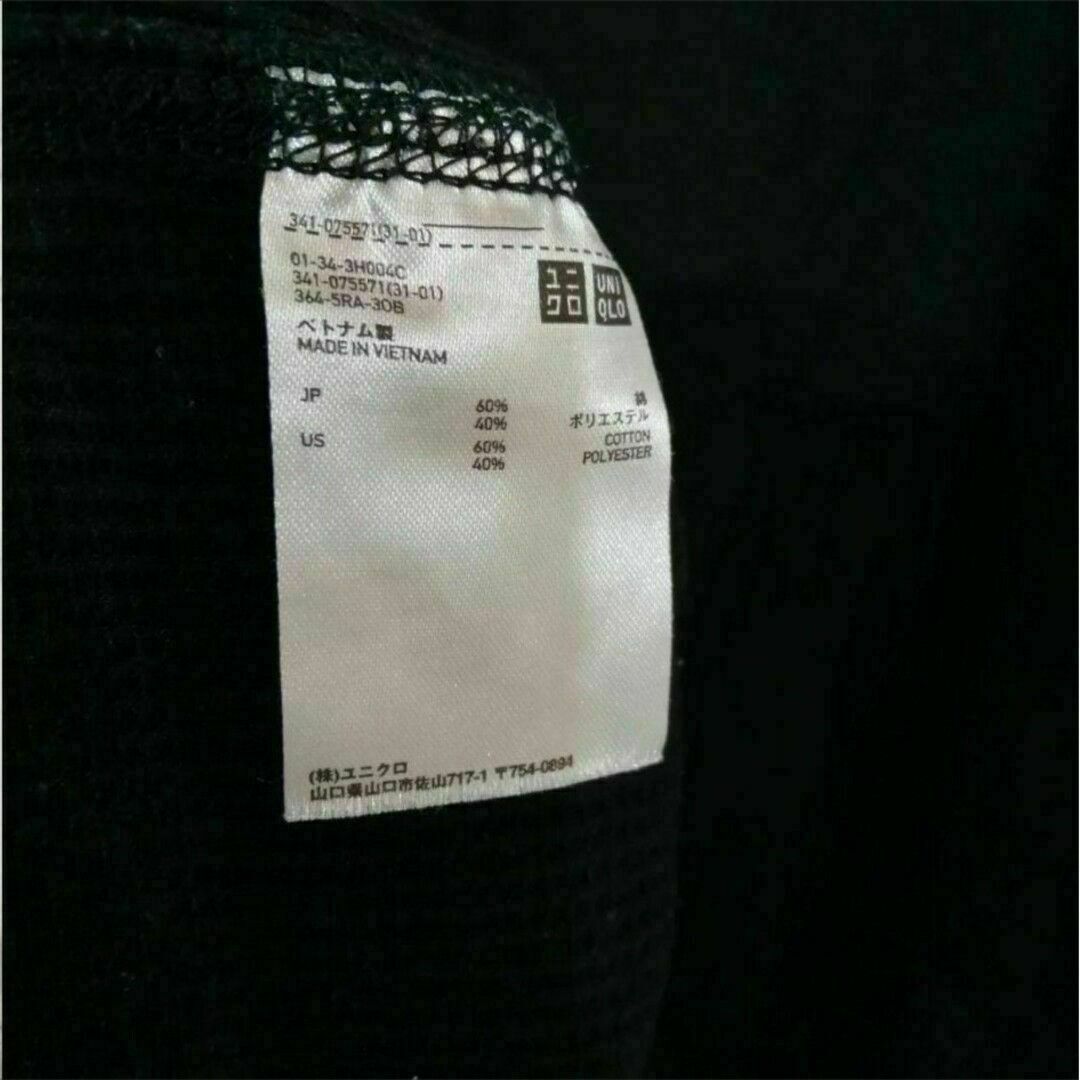 341-075571(31-01)
01-34-3H004C
341-075571(31-01)
364-5RA-30B
ユニ
クロ
UNI
QLO
ベトナム製
MADE IN VIETNAM
JP 60% 綿
40% ポリエステル
US 60% COTTON
40% POLYESTER
(株)ユニクロ
山口県山口市佐山717-1 〒754-0894